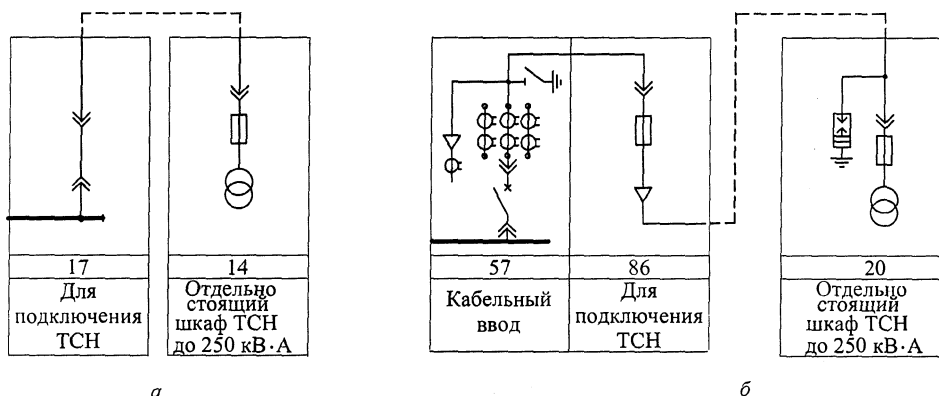 17
Для
подключения
ТСН
14
Отдельно
стоящий
шкаф ТСН
до 250 кВ·А
57
Кабельный
ввод
86
Для
подключения
ТСН
20
Отдельно
стоящий
шкаф ТСН
до 250 кВ·А
а
б